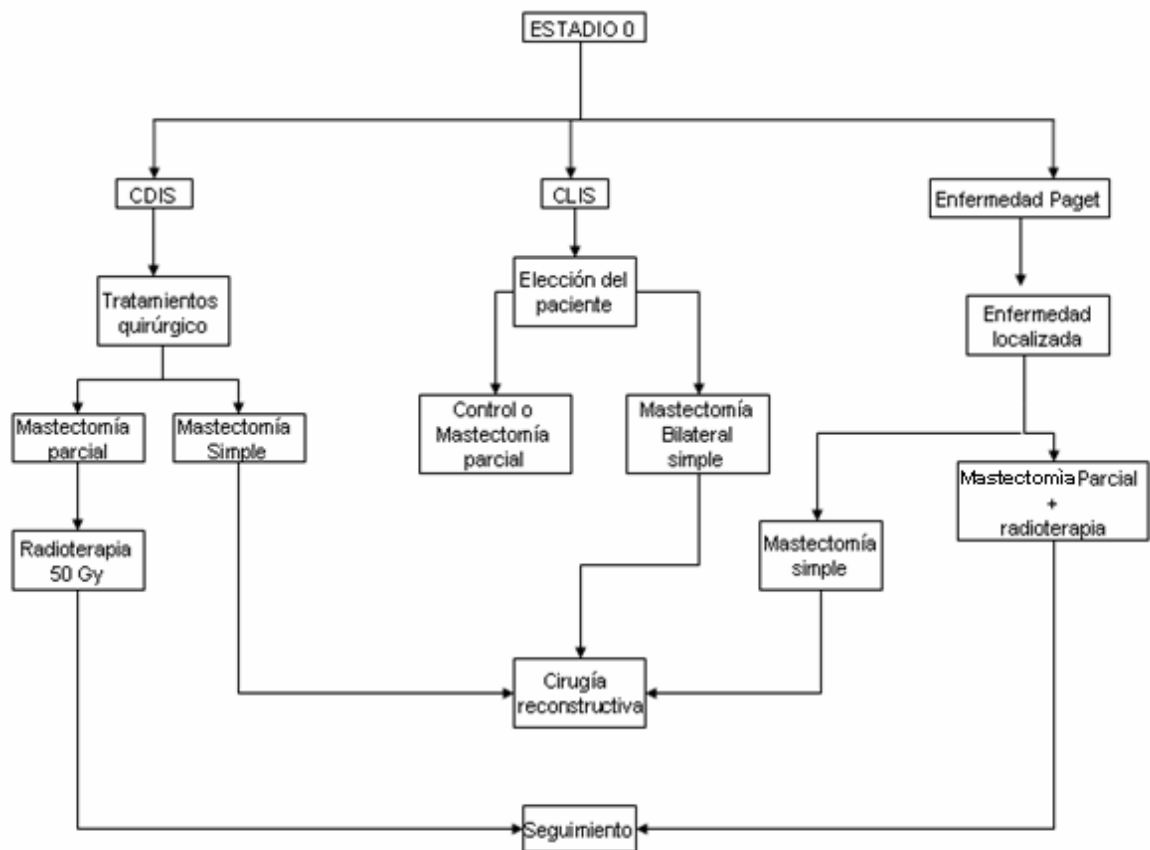 ESTADIO 0
CDIS
CLIS
Enfermedad Paget
Tratamientos
quirúrgico
Elección del
paciente
Enfermedad
localizada
Mastectomía
parcial
Mastectomía
Simple
Control o
Mastectomía
parcial
Mastectomía
Bilateral
simple
Mastectomìa Parcial
+
radioterapia
Radioterapia
50 Gy
Mastectomía
simple
Cirugía
reconstructiva
Seguimiento